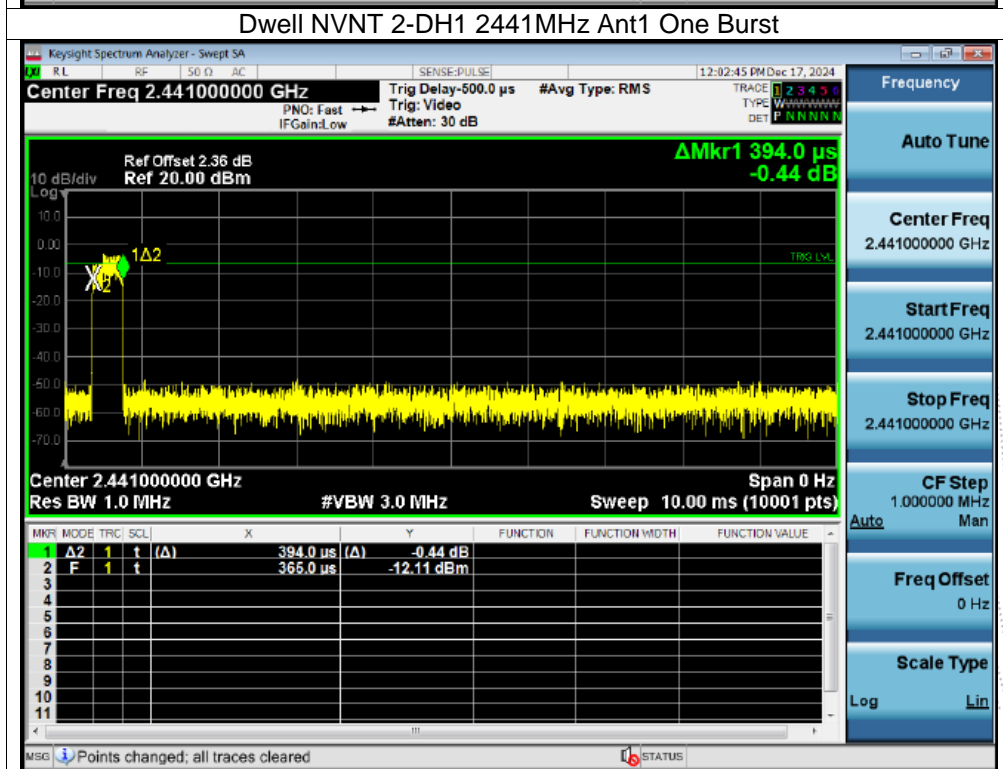 Dwell NVNT 2-DH1 2441MHz Ant1 One Burst
Keysight Spectrum Analyzer - Swept SA
LXI RL RF 50 Ω AC SENSE:PULSE 12:02:45 PM Dec 17, 2024
Center Freq 2.441000000 GHz
PNO: Fast
IFGain:Low
Trig Delay-500.0 µs
Trig: Video
#Atten: 30 dB
#Avg Type: RMS
TRACE 1 2 3 4 5 6
TYPE WWWWWW
DET P N N N N N
ΔMkr1 394.0 µs
-0.44 dB
Ref Offset 2.36 dB
10 dB/div Ref 20.00 dBm
Log
10.0
0.00
-10.0
-20.0
-30.0
-40.0
-50.0
-60.0
-70.0
1Δ2
X2
TRIG LVL
Center 2.441000000 GHz Span 0 Hz
Res BW 1.0 MHz #VBW 3.0 MHz Sweep 10.00 ms (10001 pts)
MKR MODE TRC SCL X Y FUNCTION FUNCTION WIDTH FUNCTION VALUE
1 Δ2 1 t (Δ) 394.0 µs (Δ) -0.44 dB
2 F 1 t 365.0 µs -12.11 dBm
3
4
5
6
7
8
9
10
11
MSG Points changed; all traces cleared STATUS
Frequency
Auto Tune
Center Freq
2.441000000 GHz
Start Freq
2.441000000 GHz
Stop Freq
2.441000000 GHz
CF Step
1.000000 MHz
Auto Man
Freq Offset
0 Hz
Scale Type
Log Lin